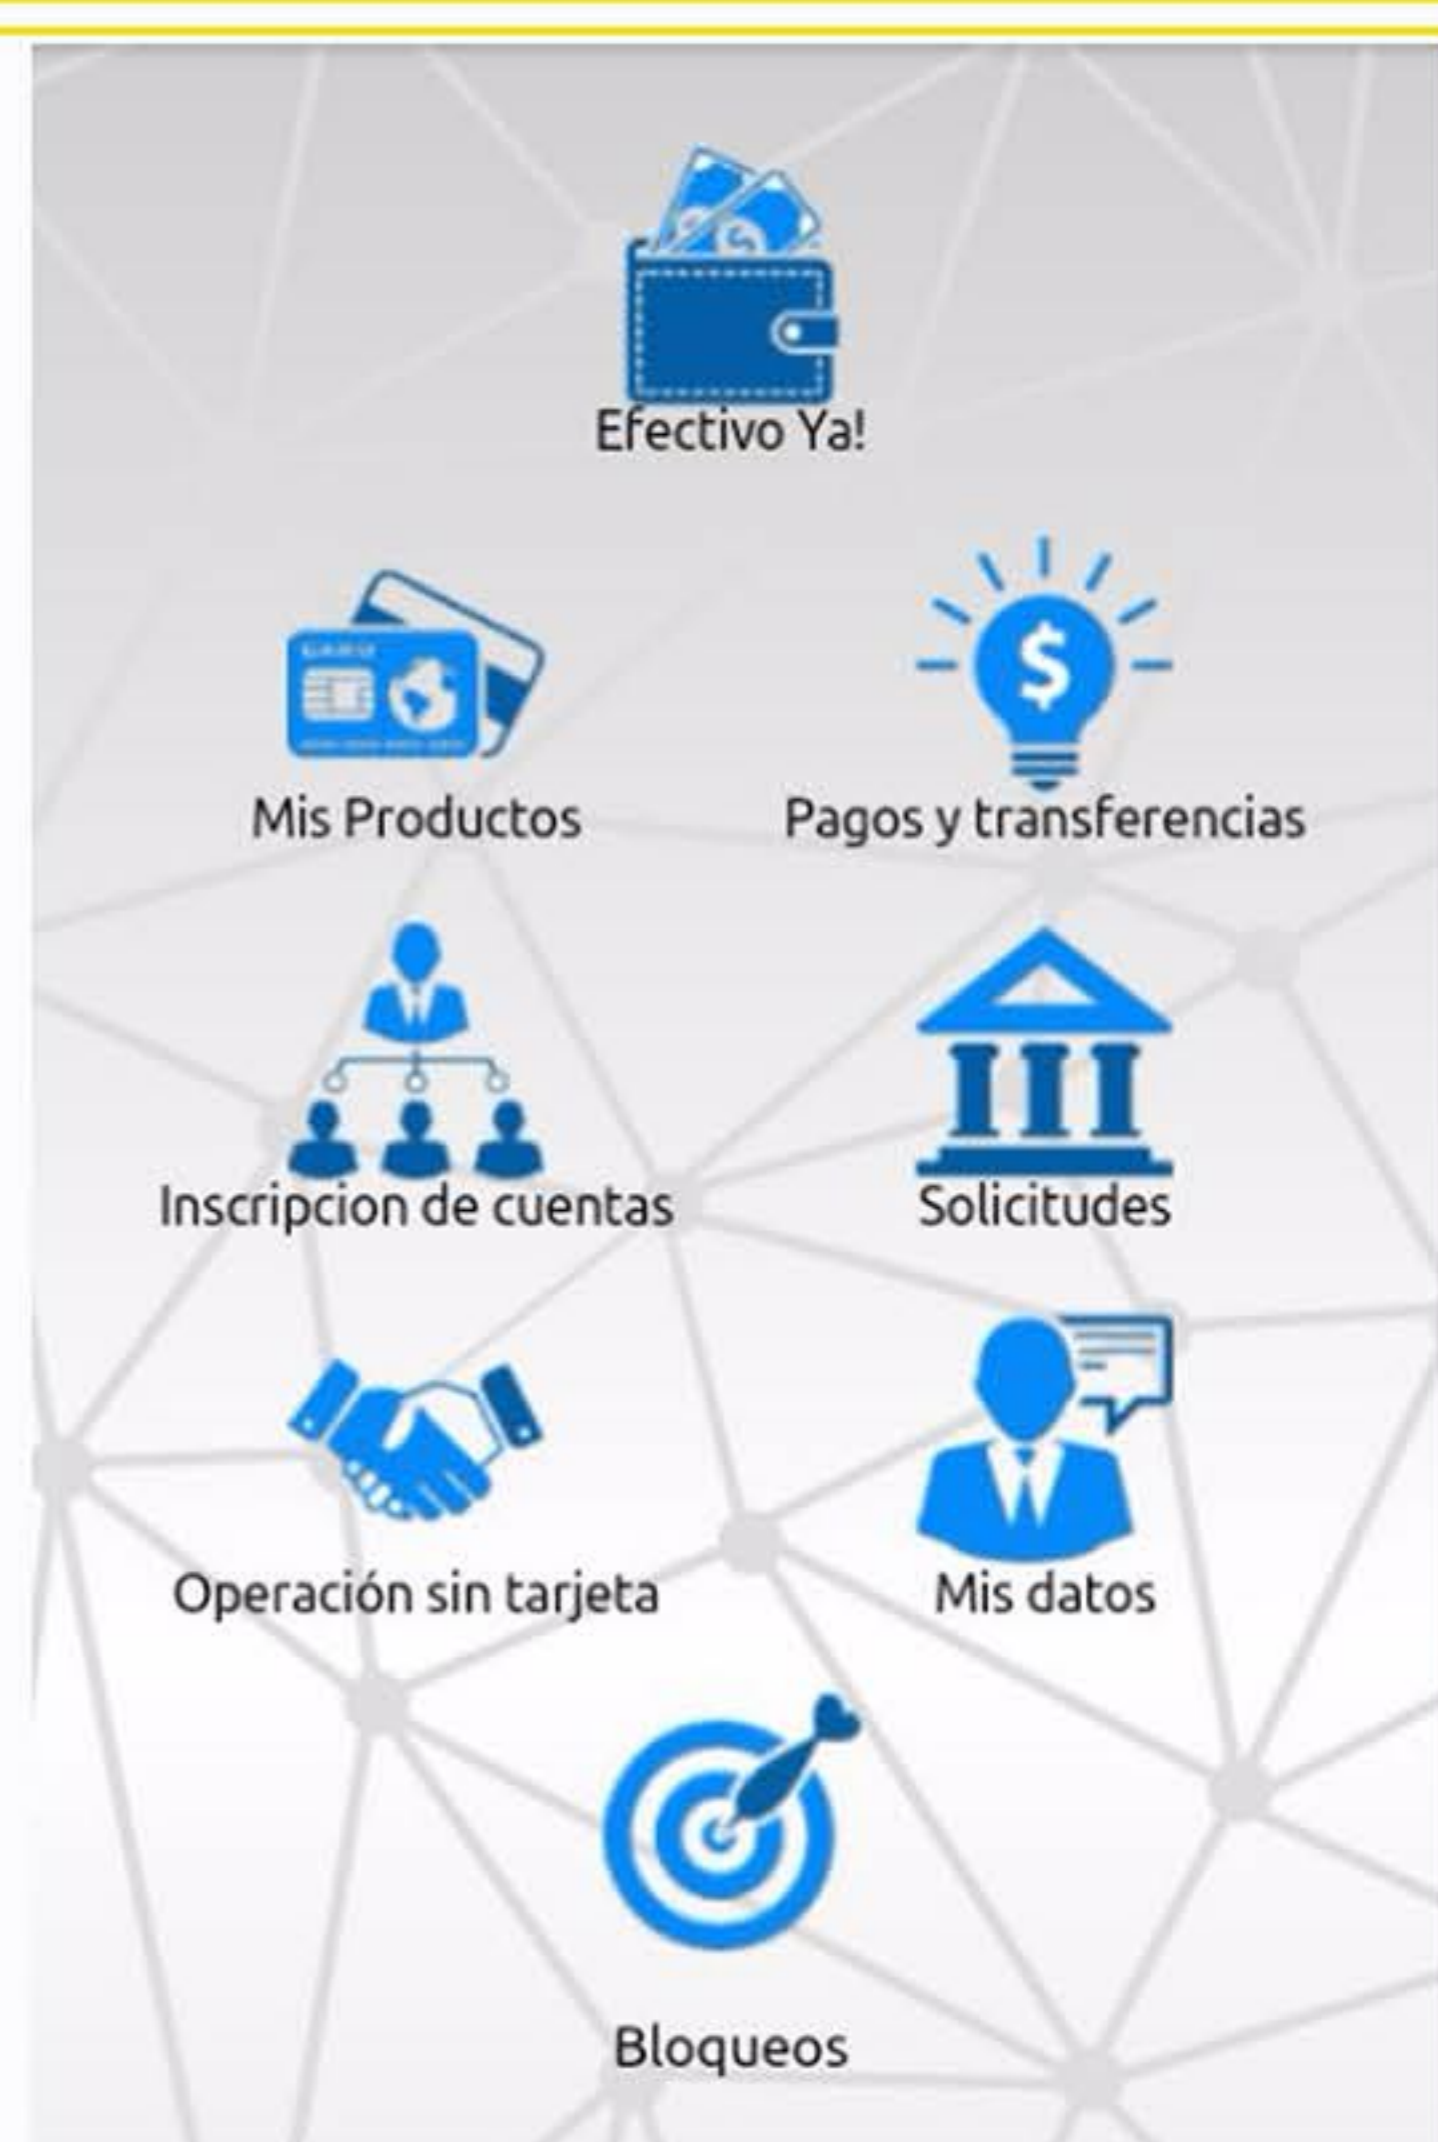 Efectivo Ya!
Mis Productos
Pagos y transferencias
Inscripcion de cuentas
Solicitudes
Operación sin tarjeta
Mis datos
Bloqueos